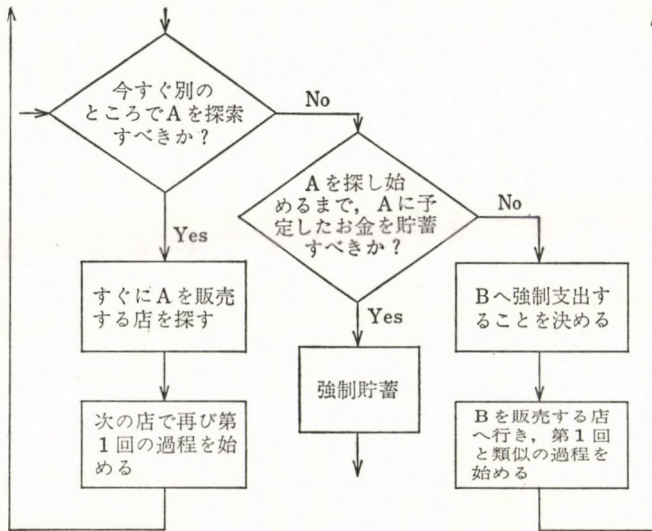 今すぐ別の
ところでAを探索
すべきか？
No
Aを探し始
めるまで，Aに予
定したお金を貯蓄
すべきか？
No
Yes
すぐにAを販売
する店を探す
Bへ強制支出す
ることを決める
Yes
強制貯蓄
次の店で再び第
1回の過程を始
める
Bを販売する店
へ行き，第1回
と類似の過程を
始める